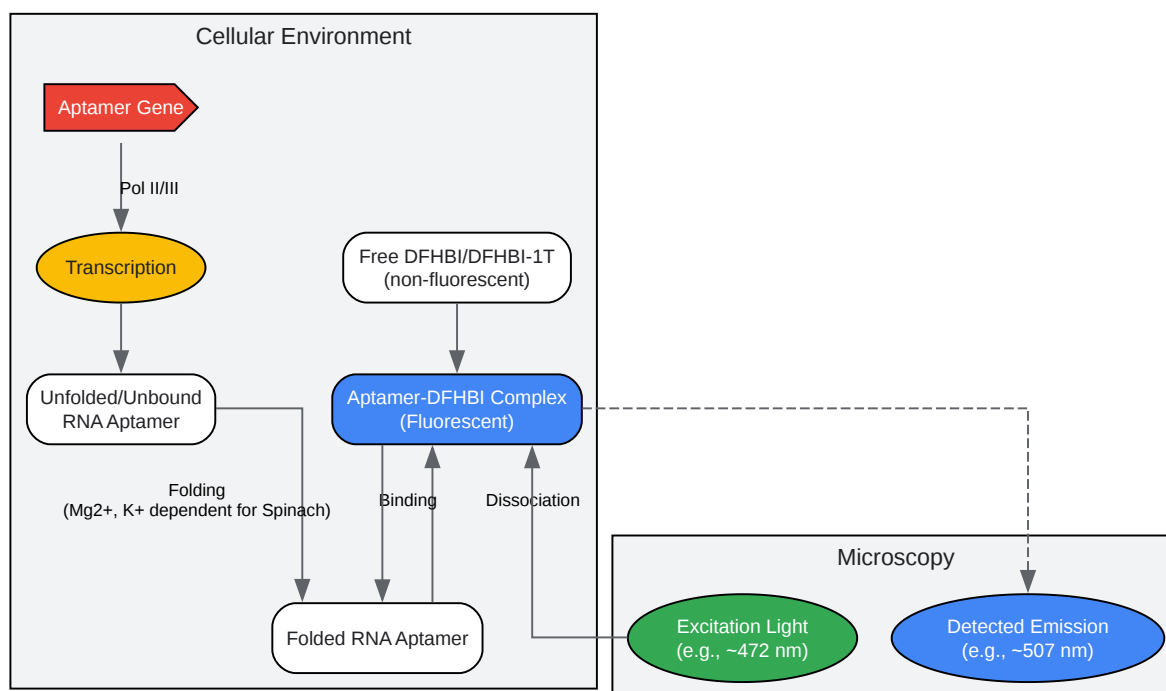 Cellular Environment
Aptamer Gene
Pol II/III
Transcription
Free DFHBI/DFHBI-1T
(non-fluorescent)
Unfolded/Unbound
RNA Aptamer
Aptamer-DFHBI Complex
(Fluorescent)
Folding
(Mg2+, K+ dependent for Spinach)
Binding
Dissociation
Folded RNA Aptamer
Microscopy
Excitation Light
(e.g., ~472 nm)
Detected Emission
(e.g., ~507 nm)